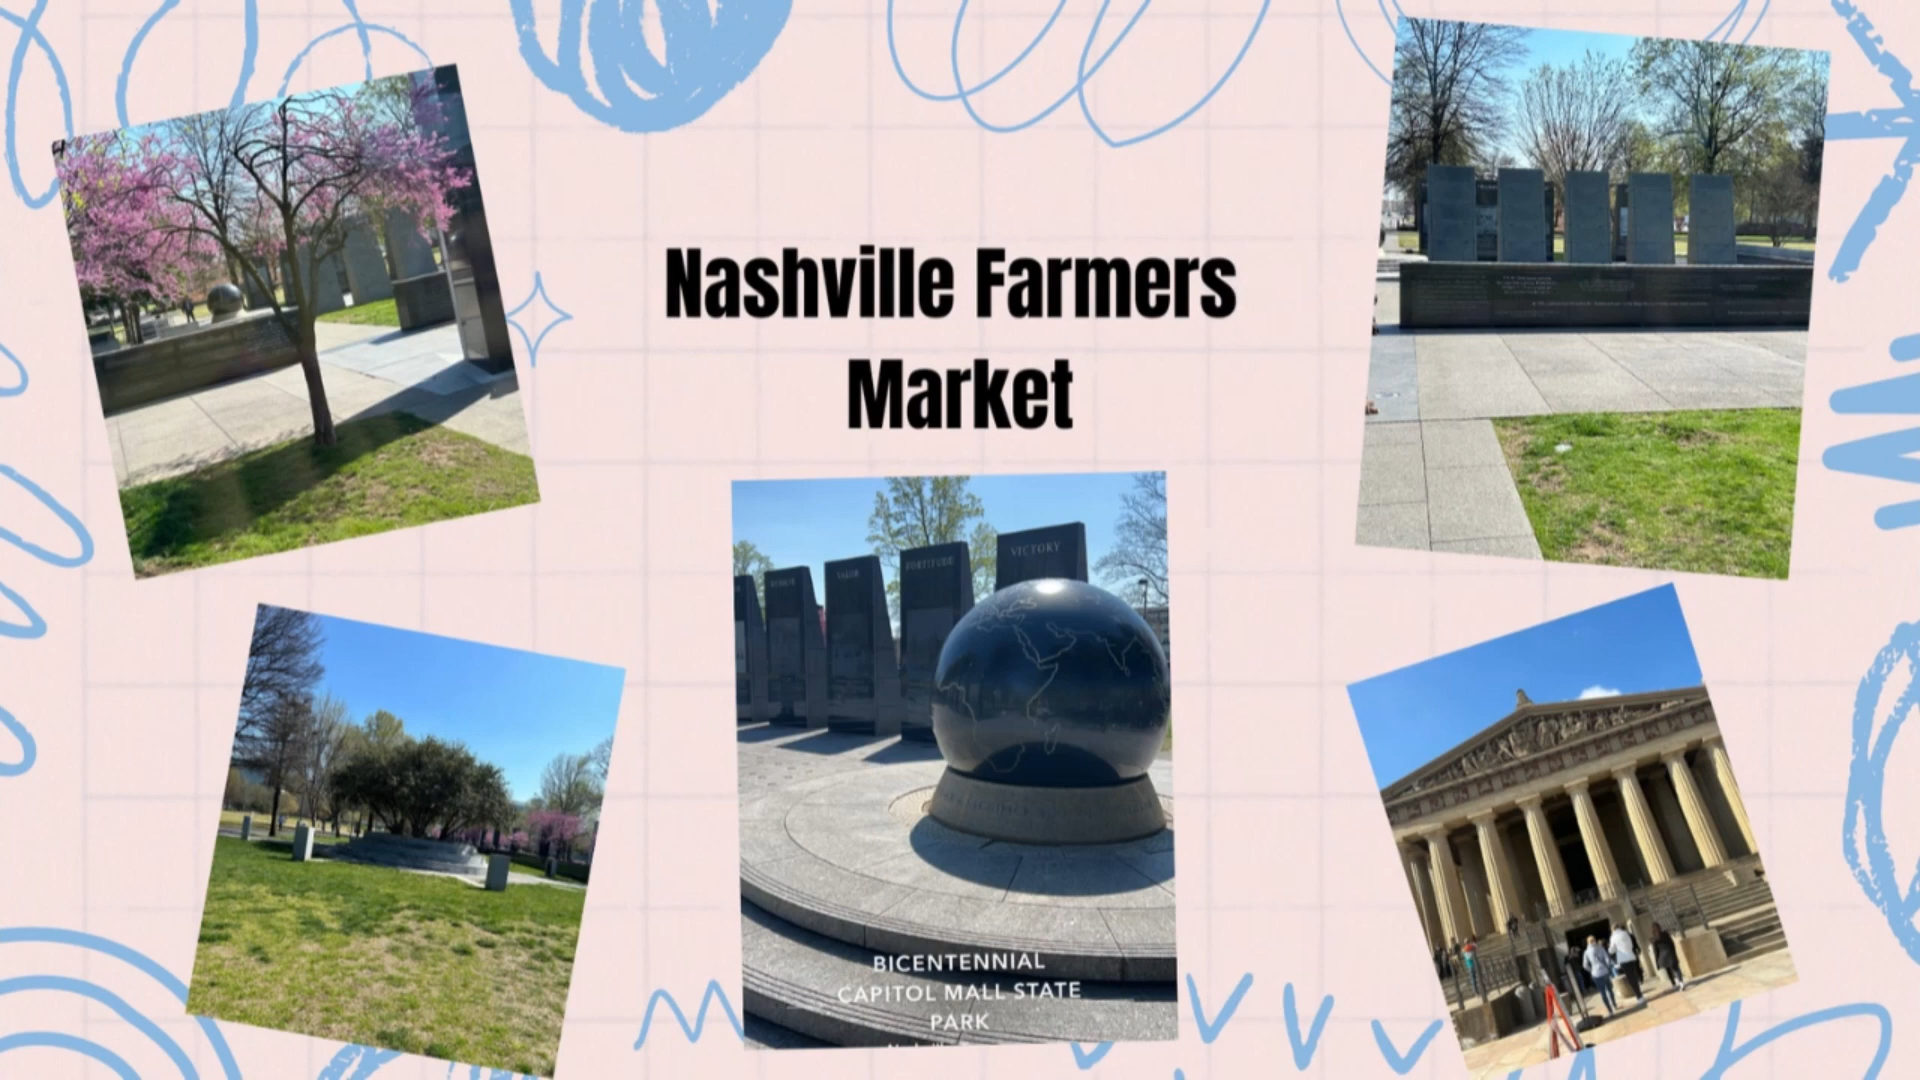 Nashville Farmers
Market
VICTORY
FORTITUDE
VALOR
BICENTENNIAL
CAPITOL MALL STATE
PARK